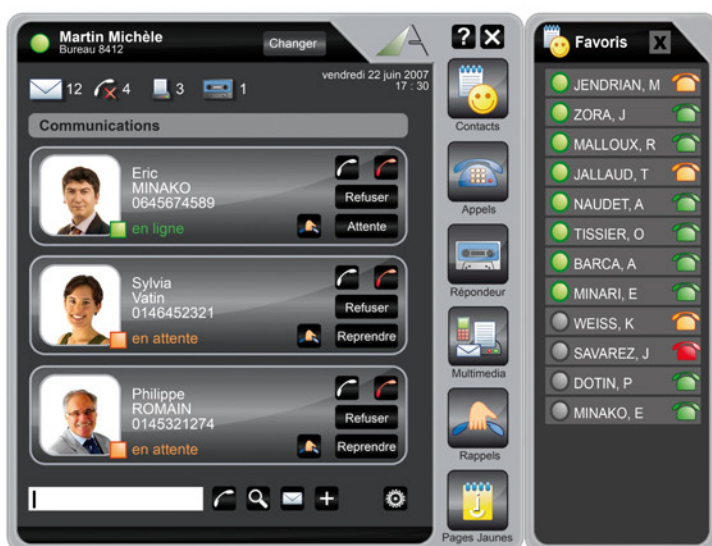 Martin Michèle
Bureau 8412
Changer
? X
12 4 3 1
vendredi 22 juin 2007
17 : 30
Communications
Eric
MINAKO
0645674589
en ligne
Refuser
Attente
Sylvia
Vatin
0146452321
en attente
Refuser
Reprendre
Philippe
ROMAIN
0145321274
en attente
Refuser
Reprendre
Contacts
Appels
Répondeur
Multimedia
Rappels
Pages Jaunes
Favoris X
JENDRIAN, M
ZORA, J
MALLOUX, R
JALLAUD, T
NAUDET, A
TISSIER, O
BARCA, A
MINARI, E
WEISS, K
SAVAREZ, J
DOTIN, P
MINAKO, E